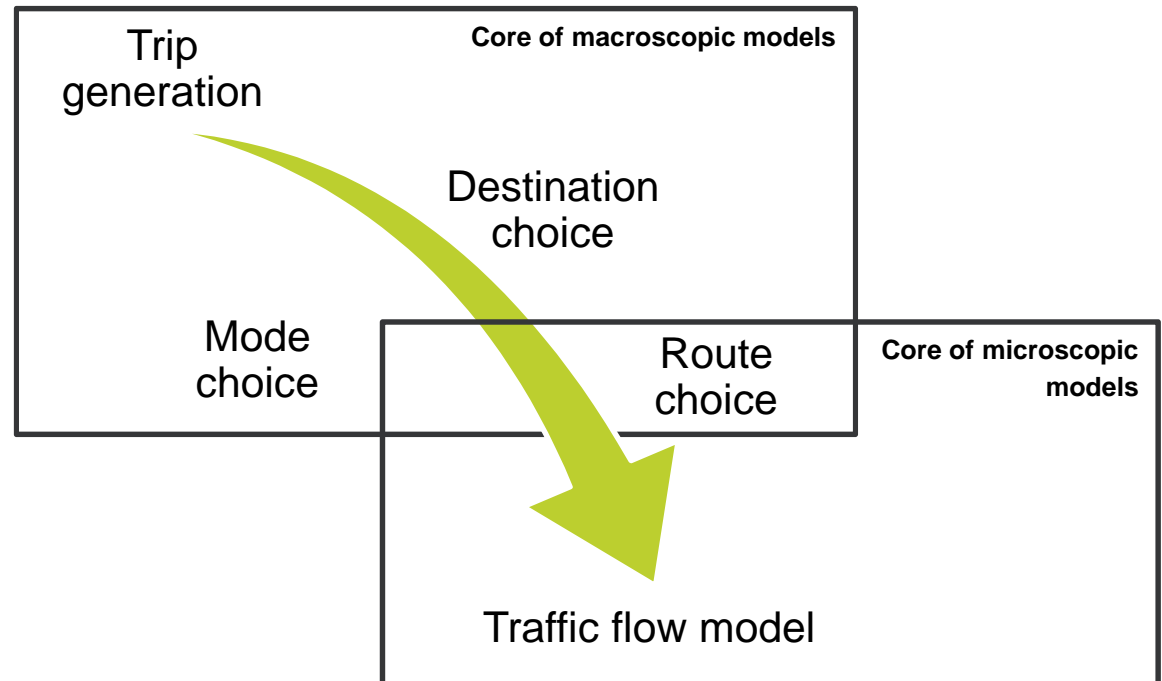 Trip
generation
Core of macroscopic models
Destination
choice
Mode
choice
Route
choice
Core of microscopic
models
Traffic flow model